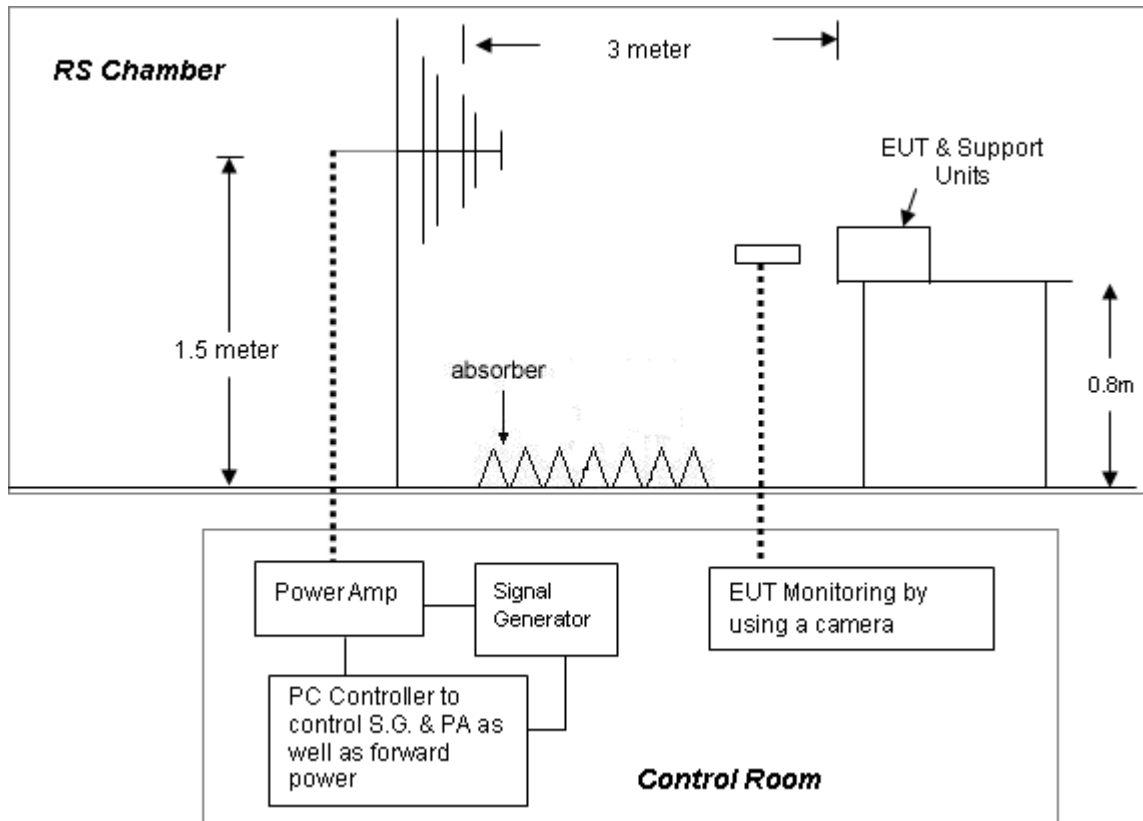 RS Chamber
3 meter
EUT & Support
Units
1.5 meter
absorber
0.8m
Power Amp
Signal
Generator
EUT Monitoring by
using a camera
PC Controller to
control S.G. & PA as
well as forward
power
Control Room